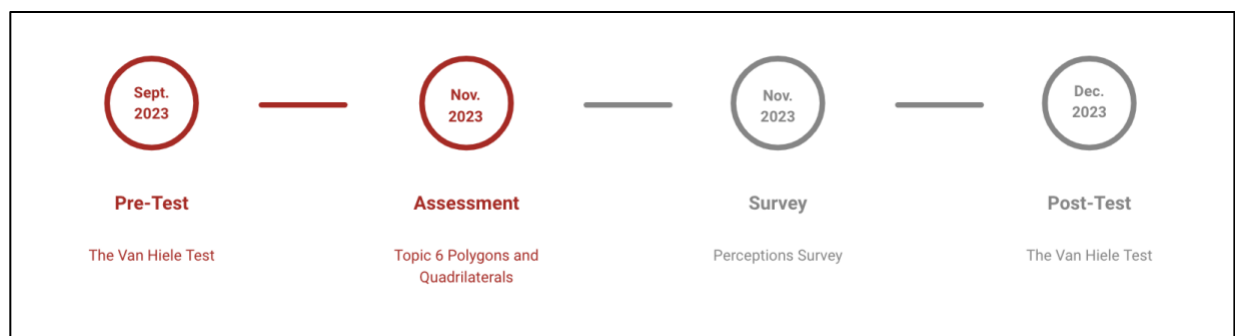 Sept.
2023
Nov.
2023
Nov.
2023
Dec.
2023
Pre-Test
Assessment
Survey
Post-Test
The Van Hiele Test
Topic 6 Polygons and
Quadrilaterals
Perceptions Survey
The Van Hiele Test